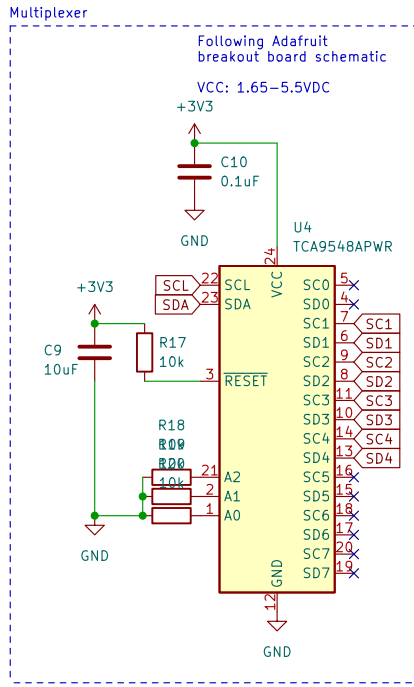 Multiplexer
Following Adafruit
breakout board schematic
VCC: 1.65-5.5VDC
+3V3
C10
0.1uF
GND
U4
TCA9548APWR
24
VCC
SCL 22 SCL
SDA 23 SDA
SC0 5
SD0 4
SC1 7 SC1
SD1 6 SD1
SC2 9 SC2
SD2 8 SD2
SC3 11 SC3
SD3 10 SD3
SC4 14 SC4
SD4 13 SD4
SC5 16
SD5 15
SC6 18
SD6 17
SC7 20
SD7 19
+3V3
C9
10uF
R17
10k
3 RESET
R18
R20
10k
21 A2
2 A1
1 A0
GND
GND
12
GND